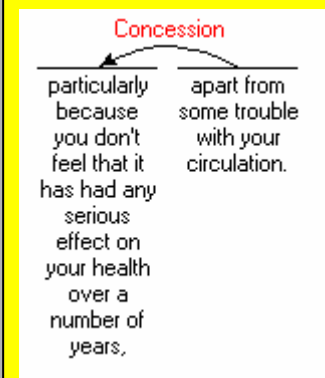 Concession
particularly
because
you don't
feel that it
has had any
serious
effect on
your health
over a
number of
years,
apart from
some trouble
with your
circulation.